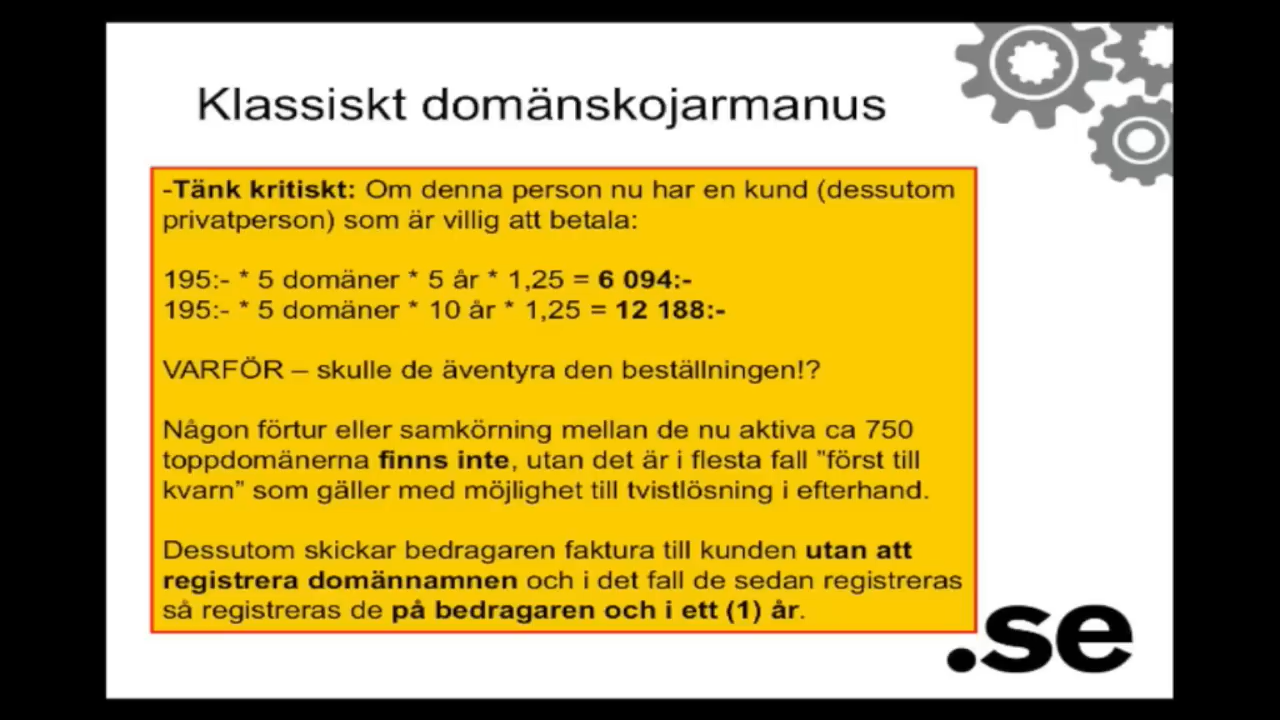 Klassiskt domänskojarmanus
-Tänk kritiskt: Om denna person nu har en kund (dessutom
privatperson) som är villig att betala:
195:- * 5 domäner * 5 år * 1,25 = 6 094:-
195:- * 5 domäner * 10 år * 1,25 = 12 188:-
VARFÖR – skulle de äventyra den beställningen!?
Någon förtur eller samkörning mellan de nu aktiva ca 750
toppdomänerna finns inte, utan det är i flesta fall ”först till
kvarn” som gäller med möjlighet till tvistlösning i efterhand.
Dessutom skickar bedragaren faktura till kunden utan att
registrera domännamnen och i det fall de sedan registreras
så registreras de på bedragaren och i ett (1) år.
.se